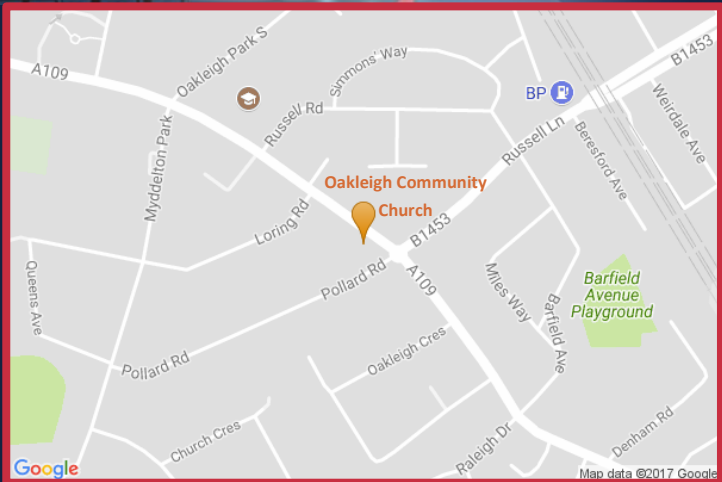 Simmons' Way
Oakleigh Park S
B1453
A109
BP
Weirdale Ave
Russell Rd
Russell Ln
Beresford Ave
Myddelton Park
Oakleigh Community
Church
Loring Rd
B1453
Pollard Rd
A109
Queens Ave
Miles Way
Barfield
Avenue
Playground
Barfield Ave
Pollard Rd
Oakleigh Cres
Church Cres
Raleigh Dr
Denham Rd
Google
Map data ©2017 Google